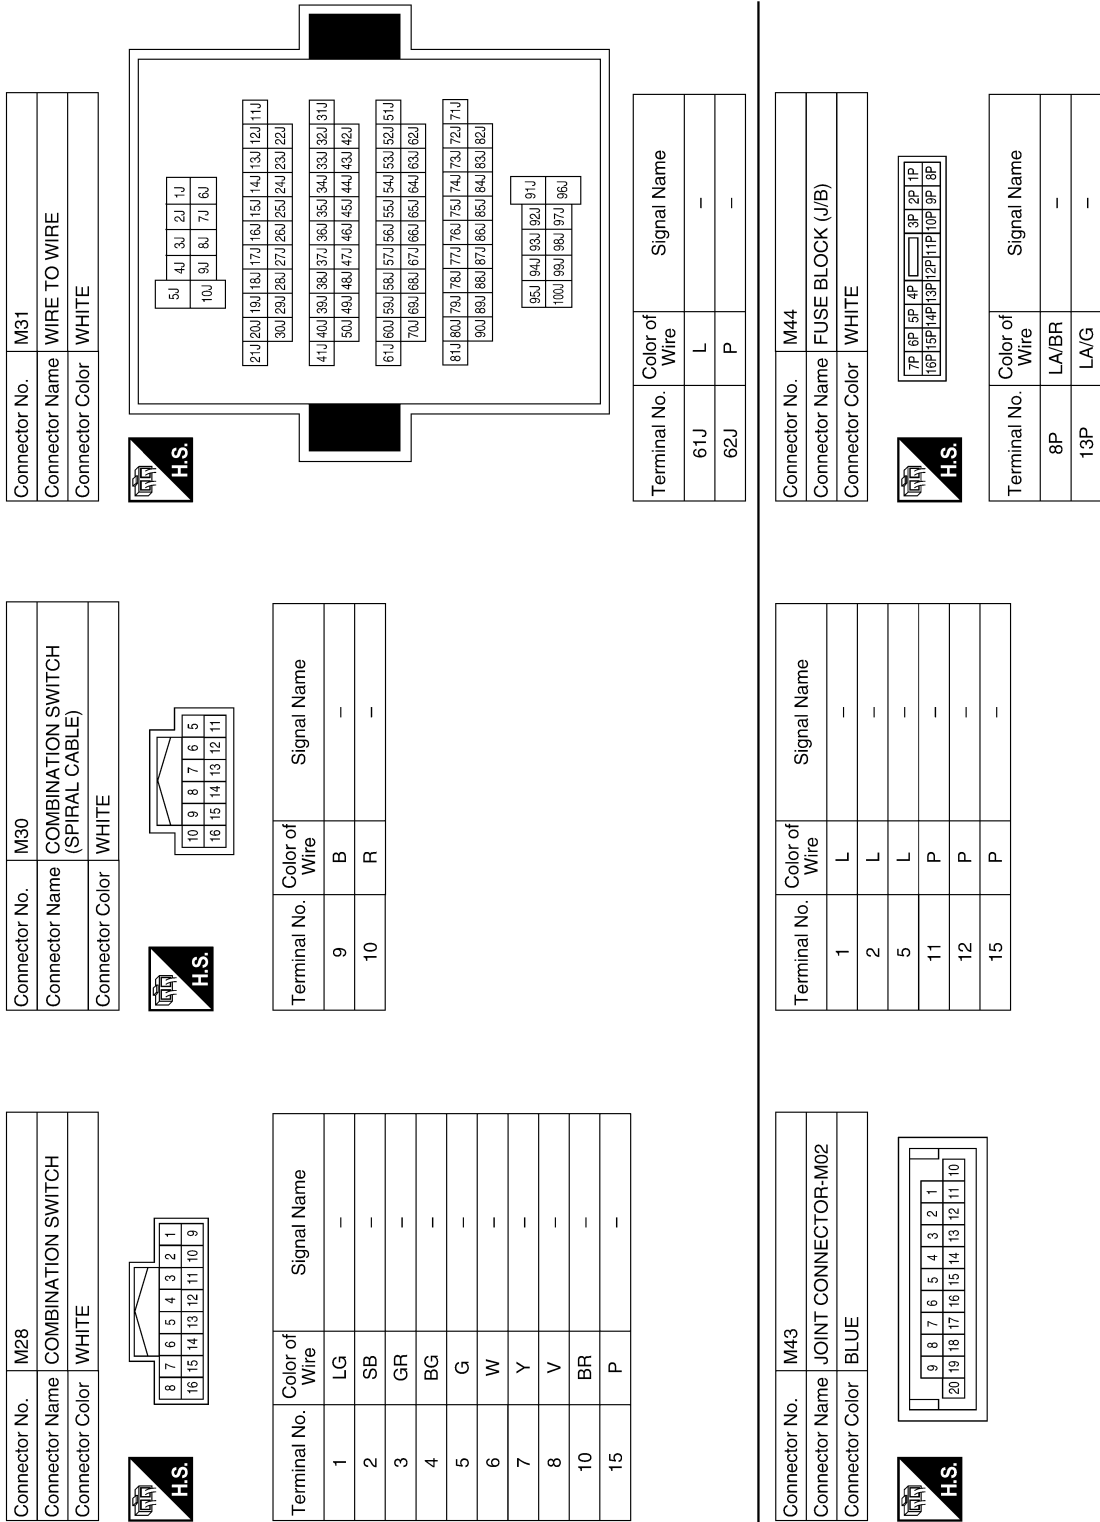 Connector No. M28
Connector Name COMBINATION SWITCH
Connector Color WHITE
H.S.
8 7 6 5 4 3 2 1
16 15 14 13 12 11 10 9
Terminal No. Color of Wire Signal Name
1 LG –
2 SB –
3 GR –
4 BG –
5 G –
6 W –
7 Y –
8 V –
10 BR –
15 P –
Connector No. M30
Connector Name COMBINATION SWITCH (SPIRAL CABLE)
Connector Color WHITE
H.S.
10 9 8 7 6 5
16 15 14 13 12 11
Terminal No. Color of Wire Signal Name
9 B –
10 R –
Connector No. M31
Connector Name WIRE TO WIRE
Connector Color WHITE
H.S.
5J 4J 3J 2J 1J
10J 9J 8J 7J 6J
21J 20J 19J 18J 17J 16J 15J 14J 13J 12J 11J
30J 29J 28J 27J 26J 25J 24J 23J 22J
41J 40J 39J 38J 37J 36J 35J 34J 33J 32J 31J
50J 49J 48J 47J 46J 45J 44J 43J 42J
61J 60J 59J 58J 57J 56J 55J 54J 53J 52J 51J
70J 69J 68J 67J 66J 65J 64J 63J 62J
81J 80J 79J 78J 77J 76J 75J 74J 73J 72J 71J
90J 89J 88J 87J 86J 85J 84J 83J 82J
95J 94J 93J 92J 91J
100J 99J 98J 97J 96J
Terminal No. Color of Wire Signal Name
61J L –
62J P –
Connector No. M43
Connector Name JOINT CONNECTOR-M02
Connector Color BLUE
H.S.
9 8 7 6 5 4 3 2 1
20 19 18 17 16 15 14 13 12 11 10
Terminal No. Color of Wire Signal Name
1 L –
2 L –
5 L –
11 P –
12 P –
15 P –
Connector No. M44
Connector Name FUSE BLOCK (J/B)
Connector Color WHITE
H.S.
7P 6P 5P 4P 3P 2P 1P
16P 15P 14P 13P 12P 11P 10P 9P 8P
Terminal No. Color of Wire Signal Name
8P LA/BR –
13P LA/G –